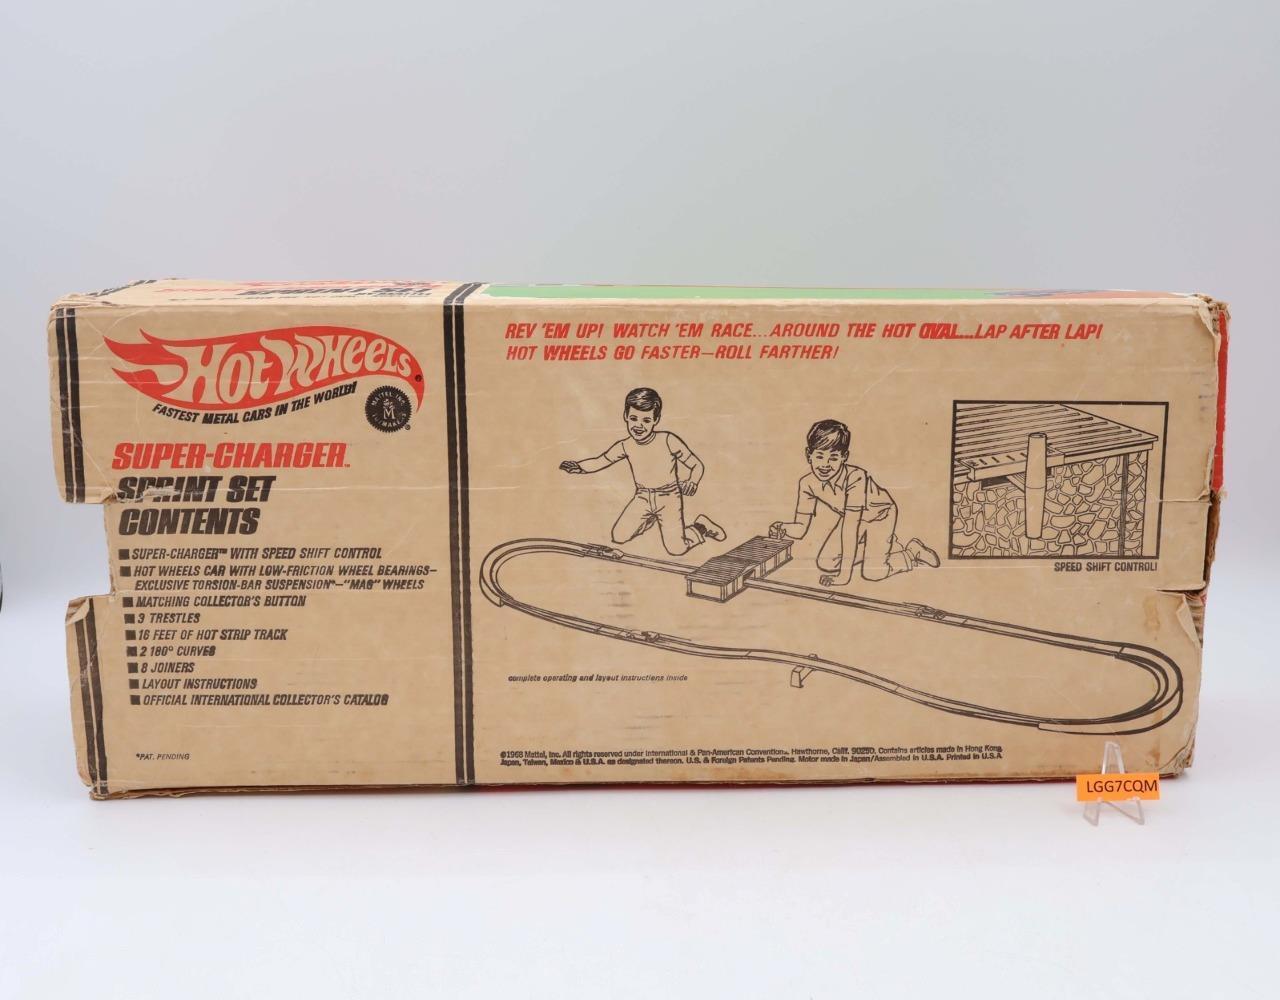 SPRINT SET
HOT WHEELS®
FASTEST METAL CARS IN THE WORLD!
MATTEL, INC.
M
SUPER-CHARGER™
SPRINT SET
CONTENTS
■ SUPER-CHARGER™ WITH SPEED SHIFT CONTROL
■ HOT WHEELS CAR WITH LOW-FRICTION WHEEL BEARINGS—
EXCLUSIVE TORSION-BAR SUSPENSION*—"MAG" WHEELS
■ MATCHING COLLECTOR'S BUTTON
■ 3 TRESTLES
■ 16 FEET OF HOT STRIP TRACK
■ 2 180° CURVES
■ 8 JOINERS
■ LAYOUT INSTRUCTIONS
■ OFFICIAL INTERNATIONAL COLLECTOR'S CATALOG
*PAT. PENDING
REV 'EM UP! WATCH 'EM RACE...AROUND THE HOT OVAL...LAP AFTER LAP!
HOT WHEELS GO FASTER—ROLL FARTHER!
SPEED SHIFT CONTROL!
complete operating and layout instructions inside
©1968 Mattel, Inc. All rights reserved under International & Pan-American Conventions. Hawthorne, Calif. 90250. Contains articles made in Hong Kong,
Japan, Taiwan, Mexico & U.S.A. as designated thereon. U.S. & Foreign Patents Pending. Motor made in Japan/Assembled in U.S.A. Printed in U.S.A.
LGG7CQM